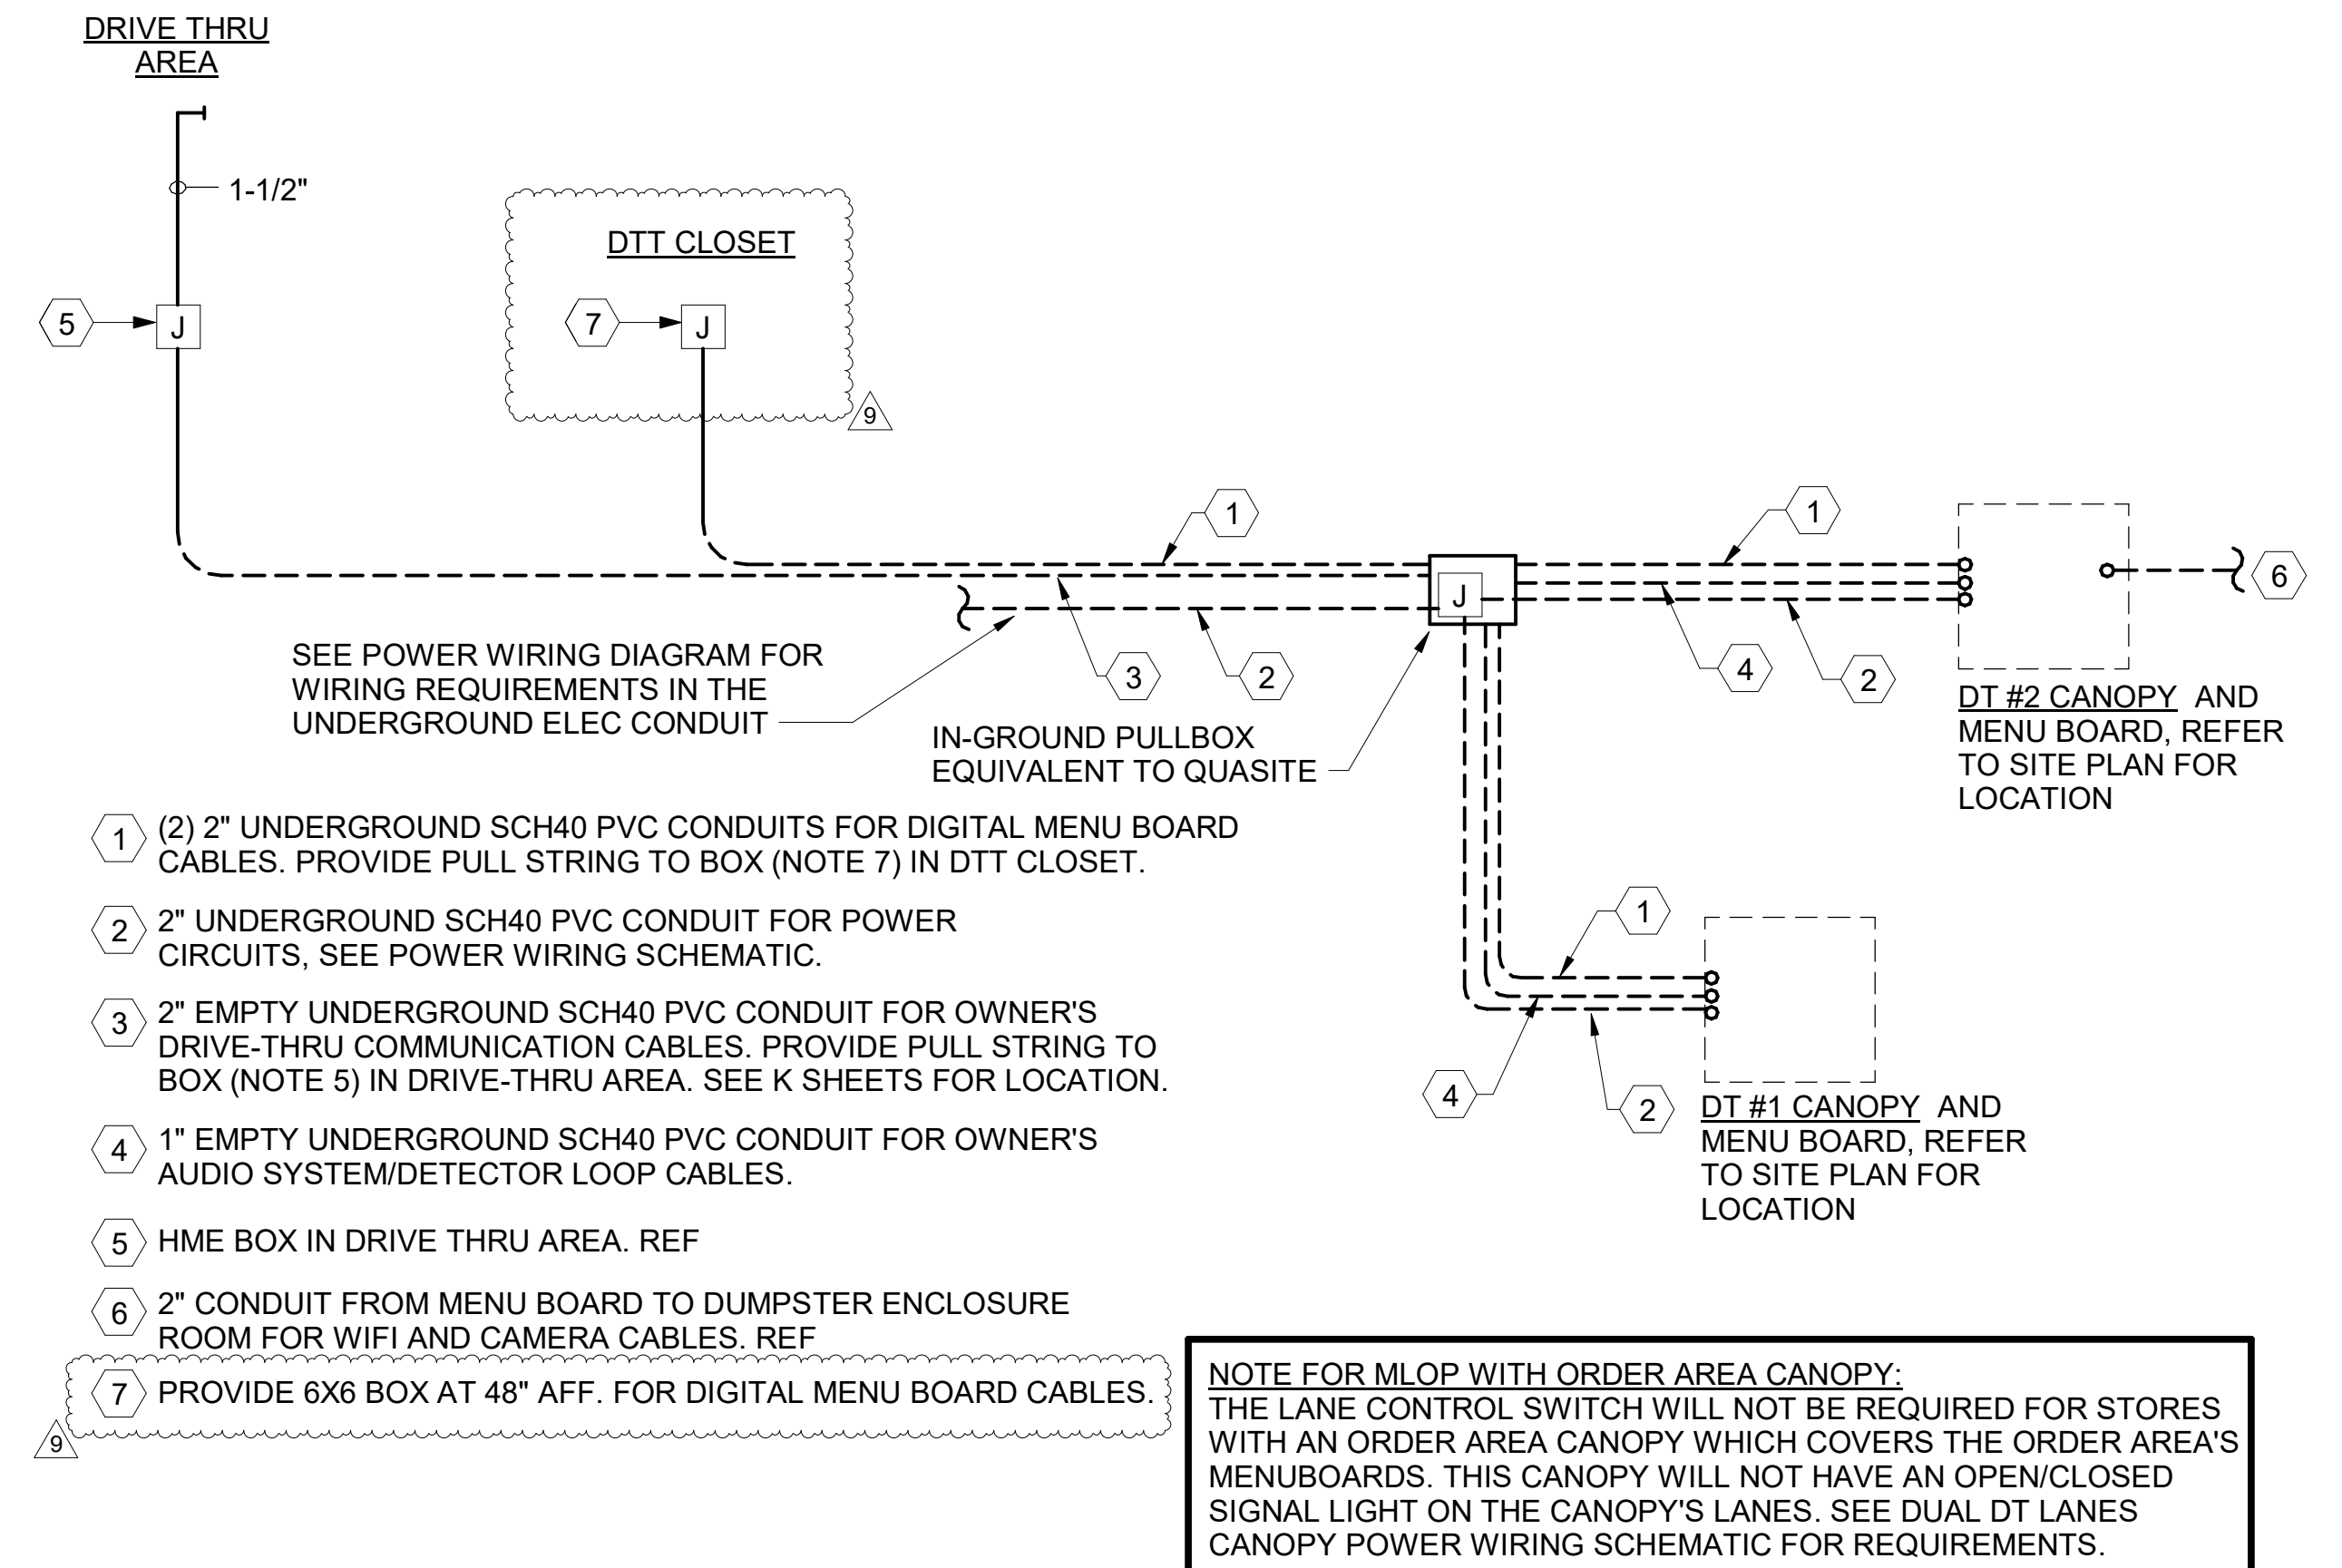 DRIVE THRU
AREA
1-1/2"
DTT CLOSET
5
J
7
J
9
1
1
6
J
SEE POWER WIRING DIAGRAM FOR
WIRING REQUIREMENTS IN THE
UNDERGROUND ELEC CONDUIT
3
2
4
2
IN-GROUND PULLBOX
EQUIVALENT TO QUASITE
DT #2 CANOPY AND
MENU BOARD, REFER
TO SITE PLAN FOR
LOCATION
1
4
2
DT #1 CANOPY AND
MENU BOARD, REFER
TO SITE PLAN FOR
LOCATION
1 (2) 2" UNDERGROUND SCH40 PVC CONDUITS FOR DIGITAL MENU BOARD
CABLES. PROVIDE PULL STRING TO BOX (NOTE 7) IN DTT CLOSET.
2 2" UNDERGROUND SCH40 PVC CONDUIT FOR POWER
CIRCUITS, SEE POWER WIRING SCHEMATIC.
3 2" EMPTY UNDERGROUND SCH40 PVC CONDUIT FOR OWNER'S
DRIVE-THRU COMMUNICATION CABLES. PROVIDE PULL STRING TO
BOX (NOTE 5) IN DRIVE-THRU AREA. SEE K SHEETS FOR LOCATION.
4 1" EMPTY UNDERGROUND SCH40 PVC CONDUIT FOR OWNER'S
AUDIO SYSTEM/DETECTOR LOOP CABLES.
5 HME BOX IN DRIVE THRU AREA. REF
6 2" CONDUIT FROM MENU BOARD TO DUMPSTER ENCLOSURE
ROOM FOR WIFI AND CAMERA CABLES. REF
7 PROVIDE 6X6 BOX AT 48" AFF. FOR DIGITAL MENU BOARD CABLES.
9
NOTE FOR MLOP WITH ORDER AREA CANOPY:
THE LANE CONTROL SWITCH WILL NOT BE REQUIRED FOR STORES
WITH AN ORDER AREA CANOPY WHICH COVERS THE ORDER AREA'S
MENUBOARDS. THIS CANOPY WILL NOT HAVE AN OPEN/CLOSED
SIGNAL LIGHT ON THE CANOPY'S LANES. SEE DUAL DT LANES
CANOPY POWER WIRING SCHEMATIC FOR REQUIREMENTS.